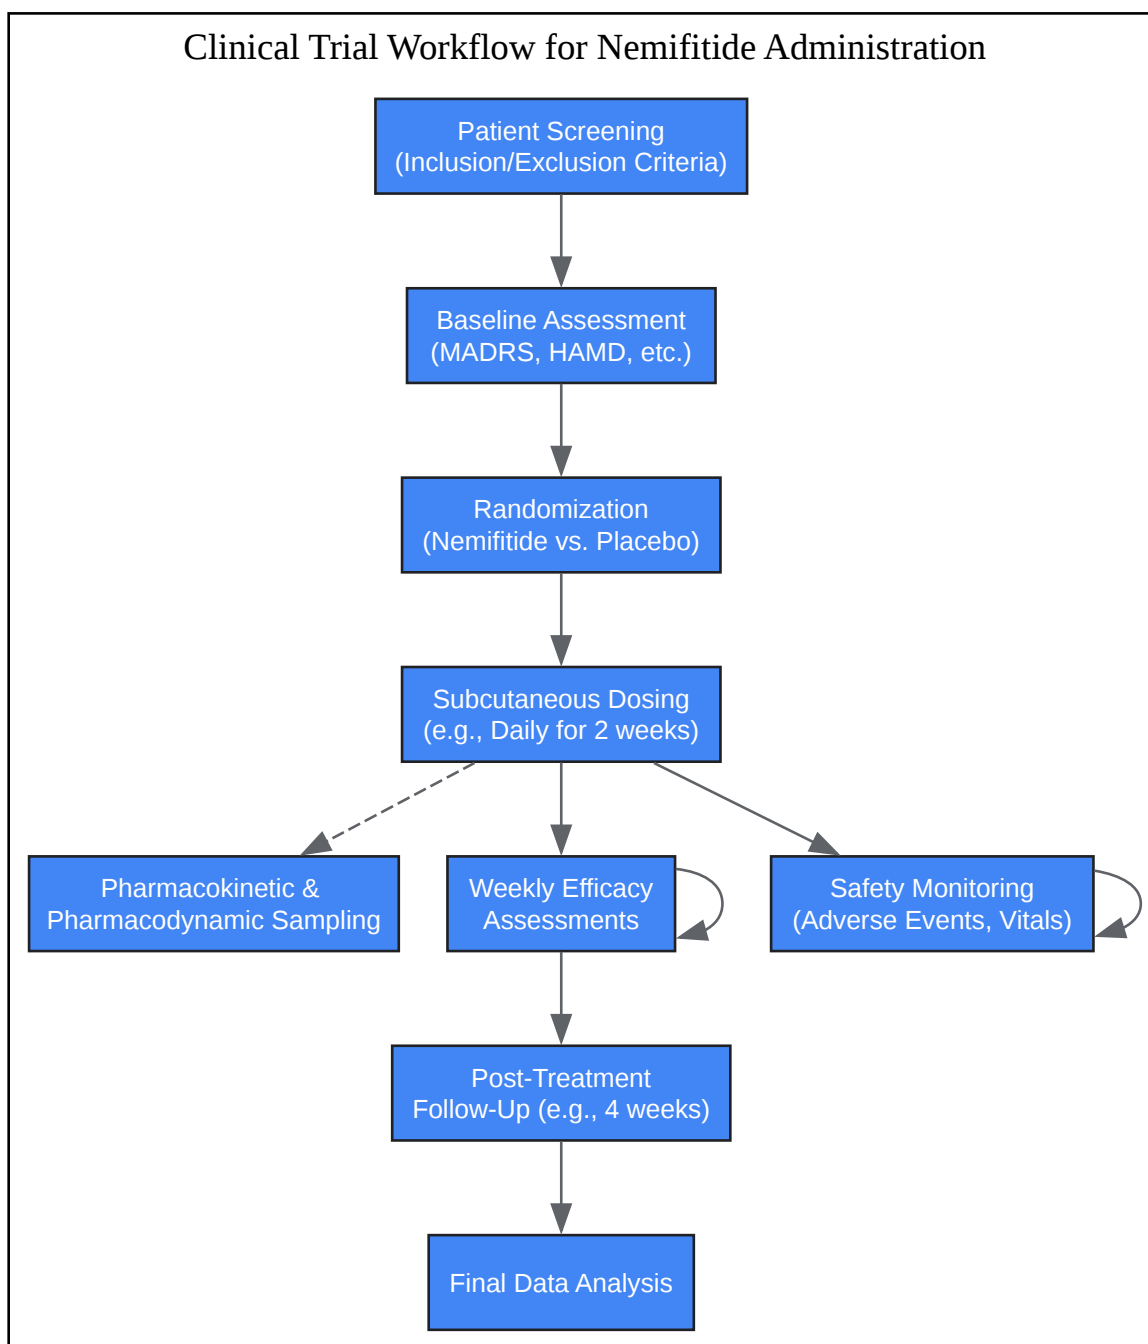 Clinical Trial Workflow for Nemifitide Administration
Patient Screening
(Inclusion/Exclusion Criteria)
Baseline Assessment
(MADRS, HAMD, etc.)
Randomization
(Nemifitide vs. Placebo)
Subcutaneous Dosing
(e.g., Daily for 2 weeks)
Pharmacokinetic &
Pharmacodynamic Sampling
Weekly Efficacy
Assessments
Safety Monitoring
(Adverse Events, Vitals)
Post-Treatment
Follow-Up (e.g., 4 weeks)
Final Data Analysis